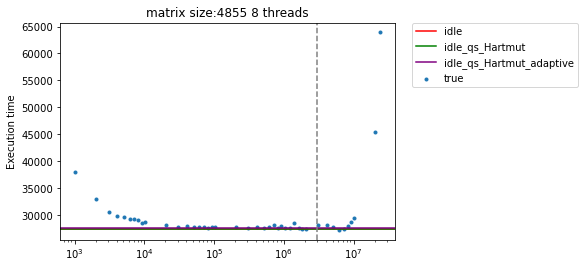 matrix size:4855 8 threads
65000
60000
55000
50000
45000
40000
35000
30000
Execution time
10³
10⁴
10⁵
10⁶
10⁷
idle
idle_qs_Hartmut
idle_qs_Hartmut_adaptive
true